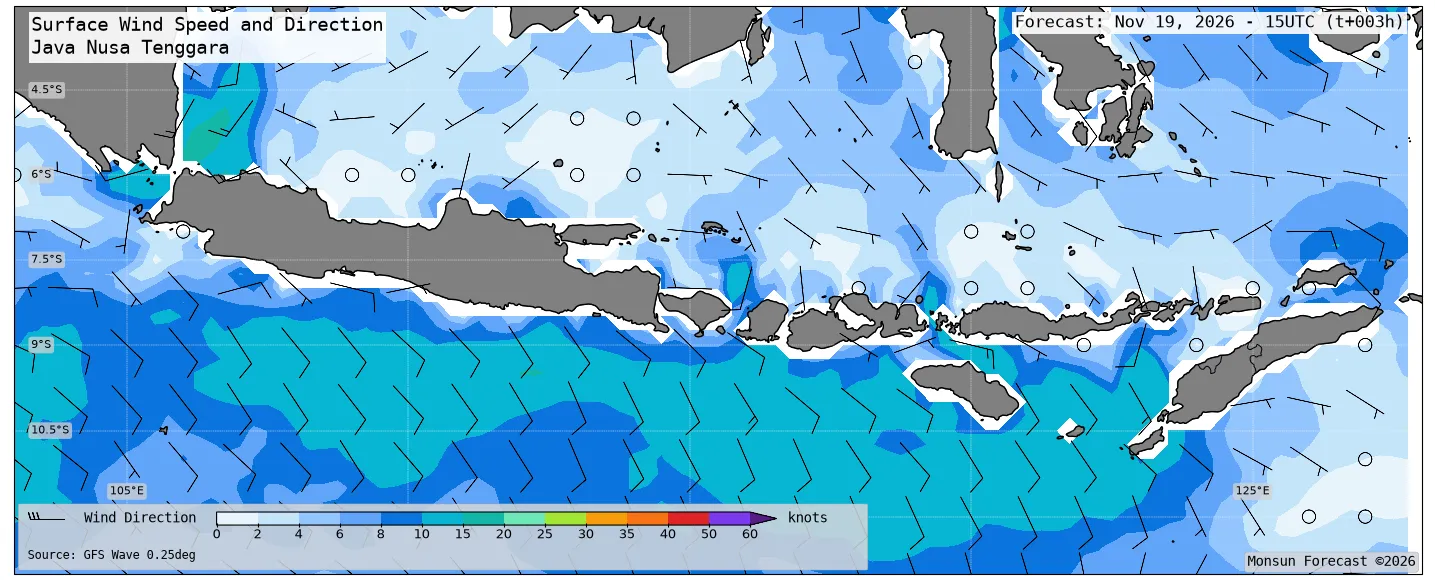 Surface Wind Speed and Direction
Java Nusa Tenggara
Forecast: Nov 19, 2026 - 15UTC (t+003h)
4.5°S
6°S
7.5°S
9°S
10.5°S
105°E
125°E
Wind Direction
0 2 4 6 8 10 15 20 25 30 35 40 50 60
knots
Source: GFS Wave 0.25deg
Monsun Forecast ©2026